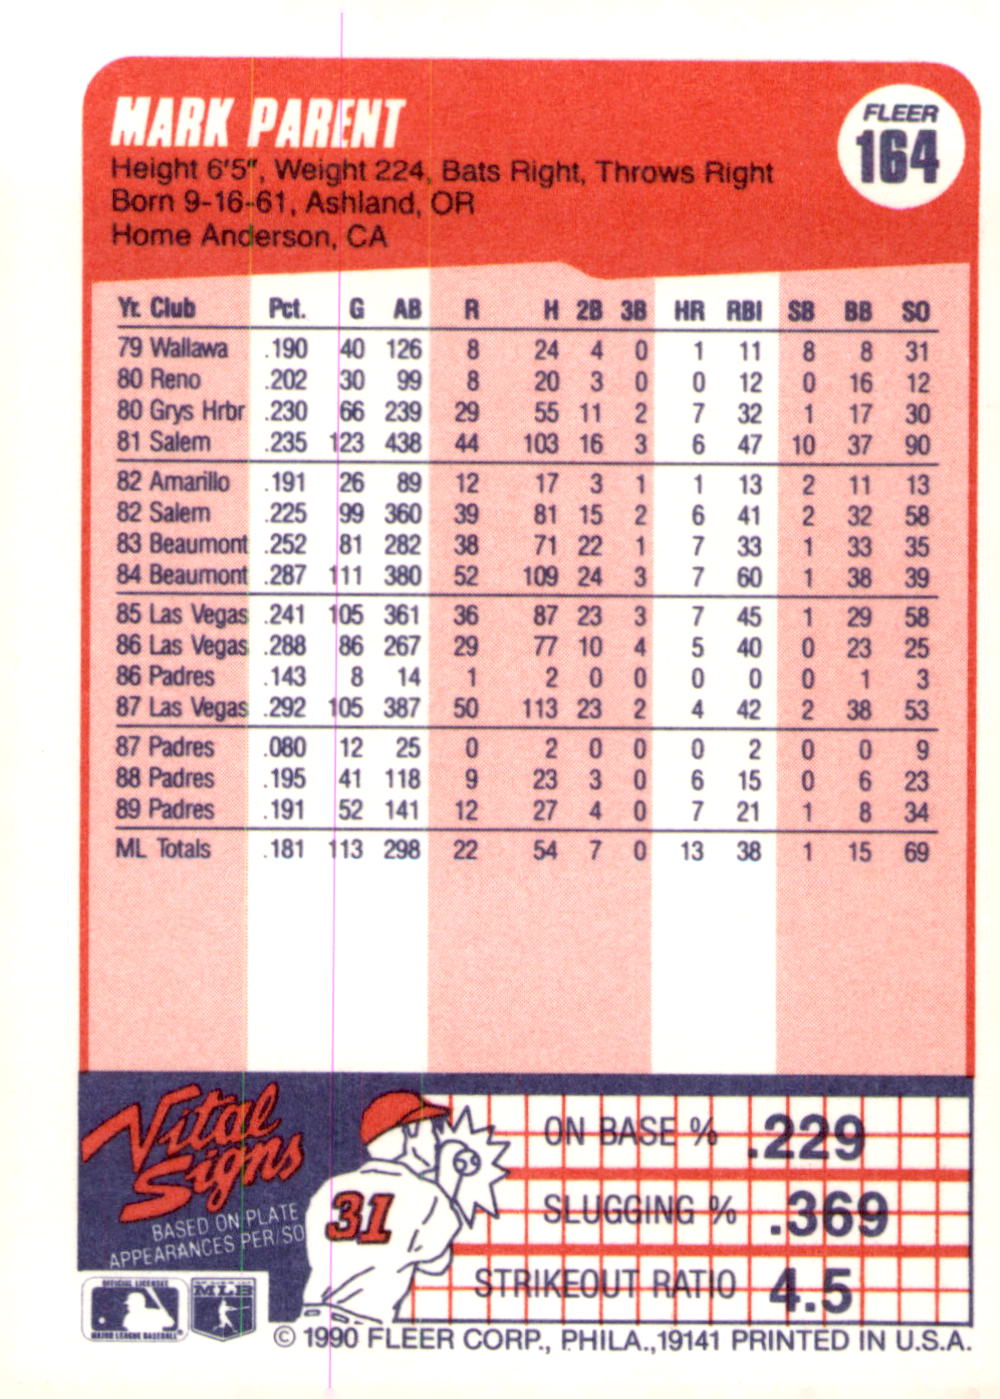 MARK PARENT
FLEER
164
Height 6'5", Weight 224, Bats Right, Throws Right
Born 9-16-61, Ashland, OR
Home Anderson, CA
Yr. Club Pct. G AB R H 2B 3B HR RBI SB BB SO
79 Wallawa .190 40 126 8 24 4 0 1 11 8 8 31
80 Reno .202 30 99 8 20 3 0 0 12 0 16 12
80 Grys Hrbr .230 66 239 29 55 11 2 7 32 1 17 30
81 Salem .235 123 438 44 103 16 3 6 47 10 37 90
82 Amarillo .191 26 89 12 17 3 1 1 13 2 11 13
82 Salem .225 99 360 39 81 15 2 6 41 2 32 58
83 Beaumont .252 81 282 38 71 22 1 7 33 1 33 35
84 Beaumont .287 111 380 52 109 24 3 7 60 1 38 39
85 Las Vegas .241 105 361 36 87 23 3 7 45 1 29 58
86 Las Vegas .288 86 267 29 77 10 4 5 40 0 23 25
86 Padres .143 8 14 1 2 0 0 0 0 0 1 3
87 Las Vegas .292 105 387 50 113 23 2 4 42 2 38 53
87 Padres .080 12 25 0 2 0 0 0 2 0 0 9
88 Padres .195 41 118 9 23 3 0 6 15 0 6 23
89 Padres .191 52 141 12 27 4 0 7 21 1 8 34
ML Totals .181 113 298 22 54 7 0 13 38 1 15 69
Vital
Signs
BASED ON PLATE
APPEARANCES PER/SO
31
ON BASE % .229
SLUGGING % .369
STRIKEOUT RATIO 4.5
OFFICIAL LICENSEE
MAJOR LEAGUE BASEBALL
MLB
© 1990 FLEER CORP., PHILA., 19141 PRINTED IN U.S.A.